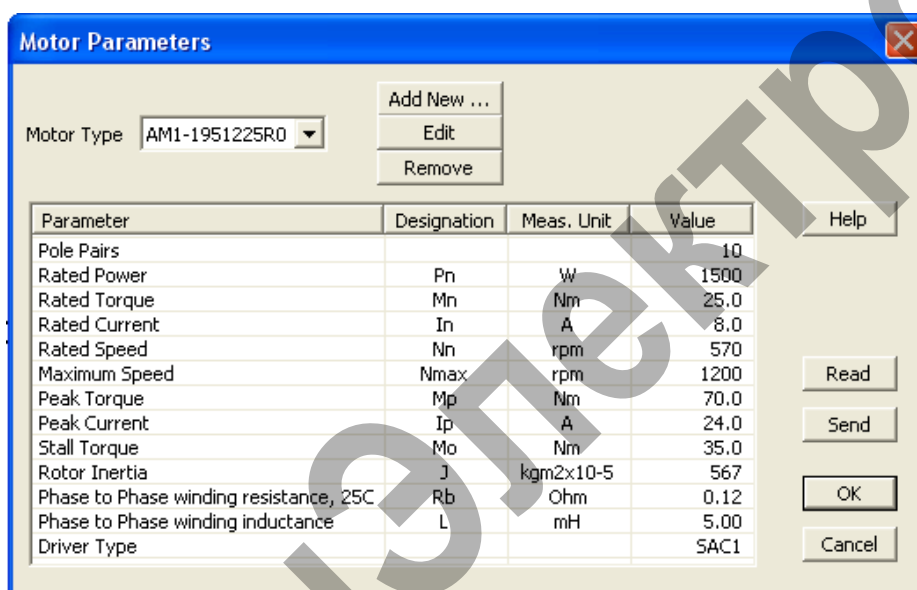 Motor Parameters
Motor Type AM1-1951225R0
Add New ...
Edit
Remove
Parameter Designation Meas. Unit Value
Pole Pairs 10
Rated Power Pn W 1500
Rated Torque Mn Nm 25.0
Rated Current In A 8.0
Rated Speed Nn rpm 570
Maximum Speed Nmax rpm 1200
Peak Torque Mp Nm 70.0
Peak Current Ip A 24.0
Stall Torque Mo Nm 35.0
Rotor Inertia J kgm2x10-5 567
Phase to Phase winding resistance, 25C Rb Ohm 0.12
Phase to Phase winding inductance L mH 5.00
Driver Type SAC1
Help
Read
Send
OK
Cancel